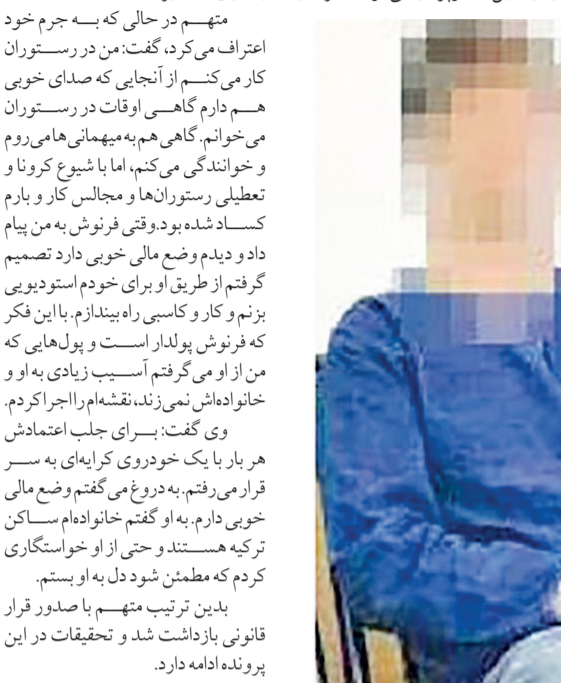 متهم در حالی که به جرم خود
اعتراف می‌کرد، گفت: من در رستوران
کار می‌کنم از آنجایی که صدای خوبی
هم دارم گاهی اوقات در رستوران
می‌خوانم. گاهی هم به میهمانی ها می‌روم
و خوانندگی می‌کنم، اما با شیوع کرونا و
تعطیلی رستوران‌ها و مجالس کار و بارم
کساد شده بود.وقتی فرنوش به من پیام
داد و دیدم وضع مالی خوبی دارد تصمیم
گرفتم از طریق او برای خودم استودیویی
بزنم و کار و کاسبی راه بیندازم. با این فکر
که فرنوش پولدار است و پول‌هایی که
من از او می‌گرفتم آسیب زیادی به او و
خانواده‌اش نمی‌زند، نقشه‌ام را اجرا کردم.
وی گفت: برای جلب اعتمادش
هر بار با یک خودروی کرایه‌ای به سر
قرار می‌رفتم. به دروغ می‌گفتم وضع مالی
خوبی دارم. به او گفتم خانواده‌ام ساکن
ترکیه هستند و حتی از او خواستگاری
کردم که مطمئن شود دل به او بستم.
بدین ترتیب متهم با صدور قرار
قانونی بازداشت شد و تحقیقات در این
پرونده ادامه دارد.